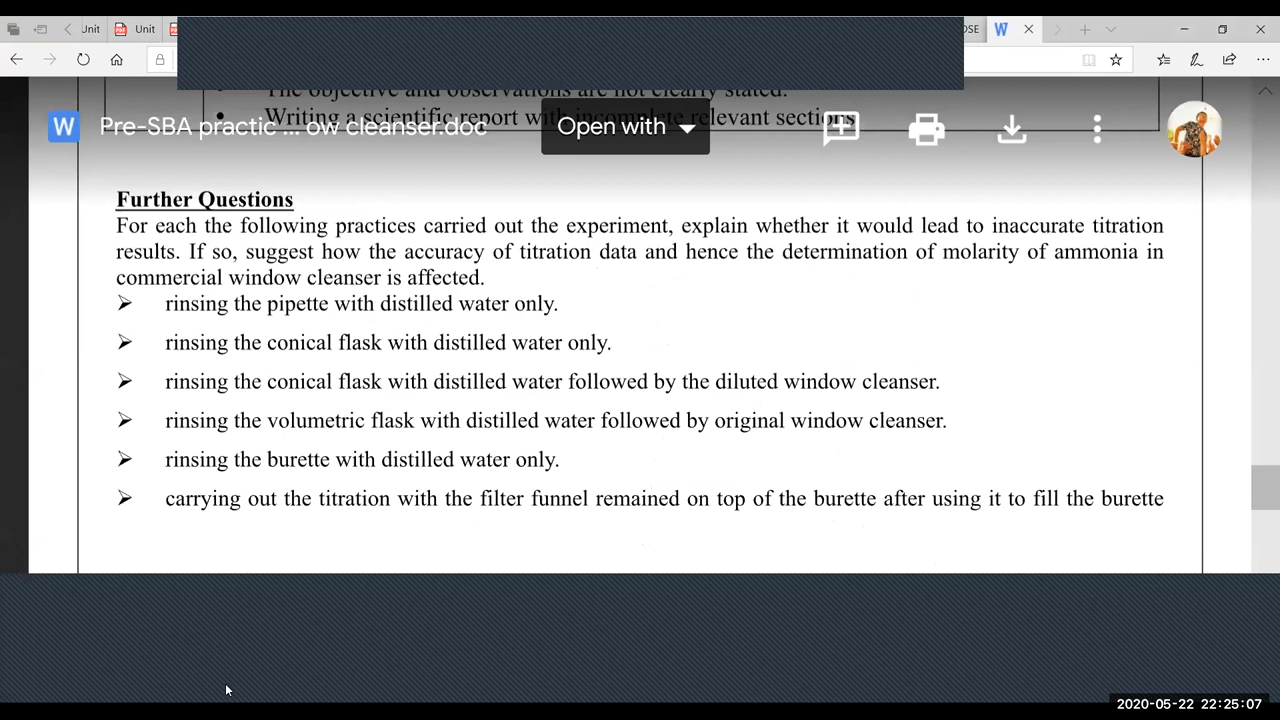 Unit
Unit
OSE
The objective and observations are not clearly stated.
Writing a scientific report with incomplete relevant sections
W Pre-SBA practic ... ow cleanser.doc
Open with
Further Questions
For each the following practices carried out the experiment, explain whether it would lead to inaccurate titration
results. If so, suggest how the accuracy of titration data and hence the determination of molarity of ammonia in
commercial window cleanser is affected.
➢ rinsing the pipette with distilled water only.
➢ rinsing the conical flask with distilled water only.
➢ rinsing the conical flask with distilled water followed by the diluted window cleanser.
➢ rinsing the volumetric flask with distilled water followed by original window cleanser.
➢ rinsing the burette with distilled water only.
➢ carrying out the titration with the filter funnel remained on top of the burette after using it to fill the burette
2020-05-22 22:25:07